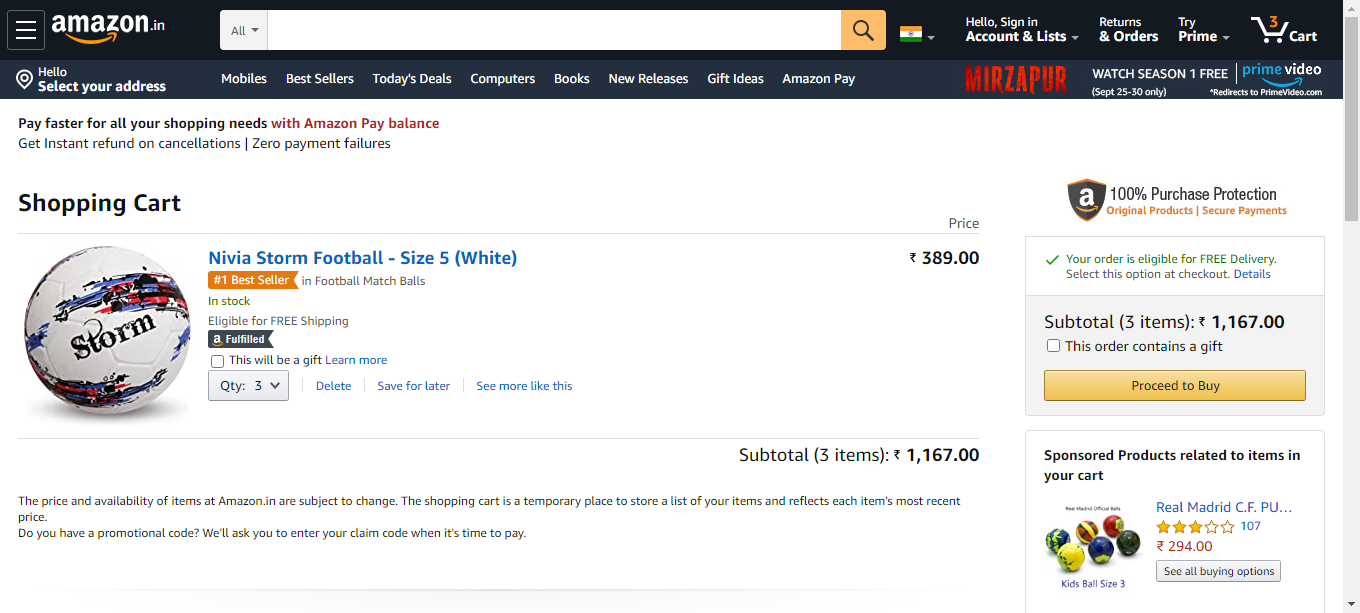 amazon.in
All
Hello, Sign in
Account & Lists
Returns
& Orders
Try
Prime
3
Cart
Hello
Select your address
Mobiles
Best Sellers
Today's Deals
Computers
Books
New Releases
Gift Ideas
Amazon Pay
MIRZAPUR
WATCH SEASON 1 FREE
(Sept 25-30 only)
prime video
*Redirects to PrimeVideo.com
Pay faster for all your shopping needs with Amazon Pay balance
Get Instant refund on cancellations | Zero payment failures
Shopping Cart
Price
Storm
Nivia Storm Football - Size 5 (White)
₹ 389.00
#1 Best Seller in Football Match Balls
In stock
Eligible for FREE Shipping
a Fulfilled
This will be a gift Learn more
Qty: 3
Delete
Save for later
See more like this
Subtotal (3 items): ₹ 1,167.00
The price and availability of items at Amazon.in are subject to change. The shopping cart is a temporary place to store a list of your items and reflects each item's most recent
price.
Do you have a promotional code? We'll ask you to enter your claim code when it's time to pay.
a
100% Purchase Protection
Original Products | Secure Payments
Your order is eligible for FREE Delivery.
Select this option at checkout. Details
Subtotal (3 items): ₹ 1,167.00
This order contains a gift
Proceed to Buy
Sponsored Products related to items in
your cart
Real Madrid Official Balls
Kids Ball Size 3
Real Madrid C.F. PU...
107
₹ 294.00
See all buying options